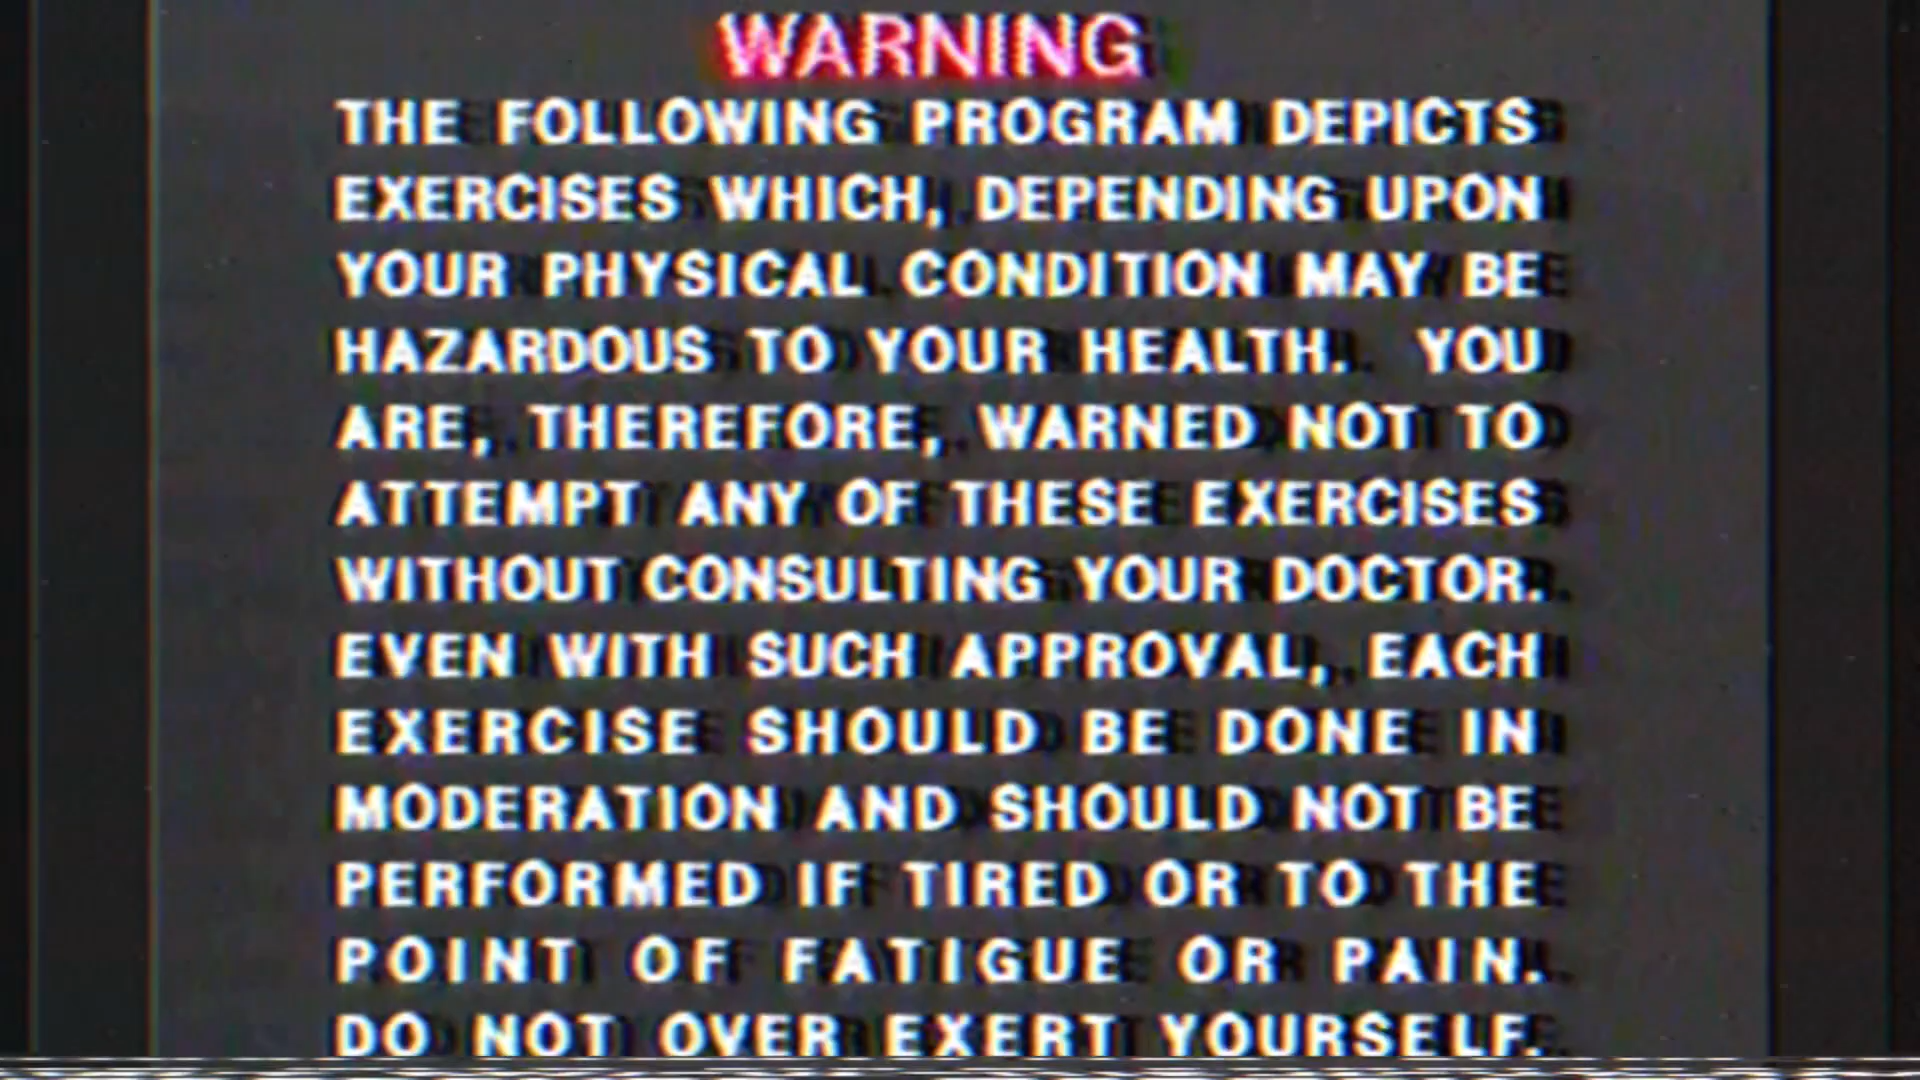 WARNING
THE FOLLOWING PROGRAM DEPICTS
EXERCISES WHICH, DEPENDING UPON
YOUR PHYSICAL CONDITION MAY BE
HAZARDOUS TO YOUR HEALTH. YOU
ARE, THEREFORE, WARNED NOT TO
ATTEMPT ANY OF THESE EXERCISES
WITHOUT CONSULTING YOUR DOCTOR.
EVEN WITH SUCH APPROVAL, EACH
EXERCISE SHOULD BE DONE IN
MODERATION AND SHOULD NOT BE
PERFORMED IF TIRED OR TO THE
POINT OF FATIGUE OR PAIN.
DO NOT OVER EXERT YOURSELF.